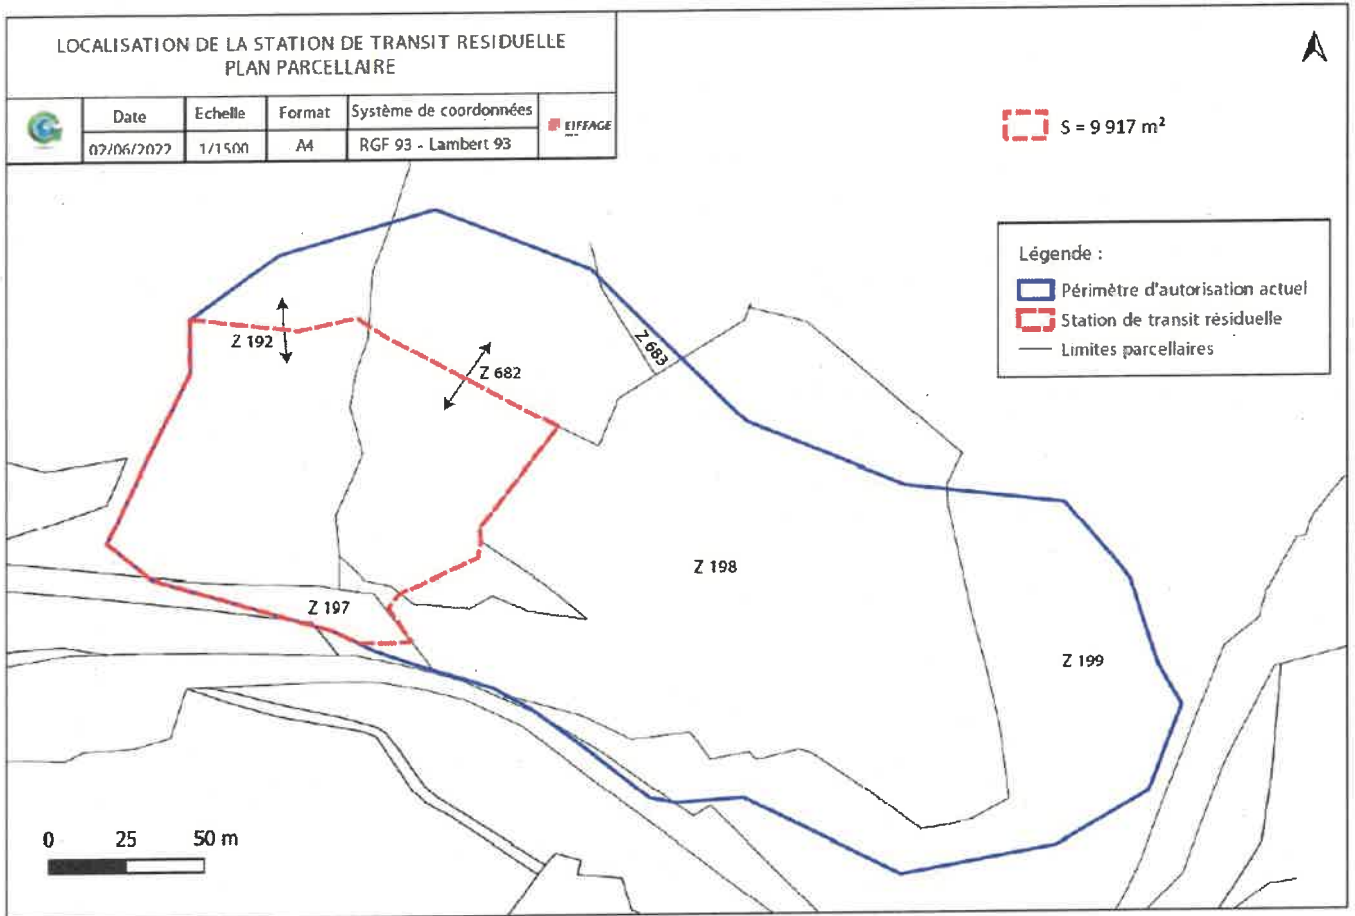 LOCALISATION DE LA STATION DE TRANSIT RESIDUELLE
PLAN PARCELLAIRE
Date Echelle Format Système de coordonnées
EIFFAGE
02/06/2022 1/1500 A4 RGF 93 - Lambert 93
S = 9 917 m²
Légende :
Périmètre d'autorisation actuel
Station de transit résiduelle
Limites parcellaires
Z 192
Z 682
Z 683
Z 198
Z 197
Z 199
0 25 50 m